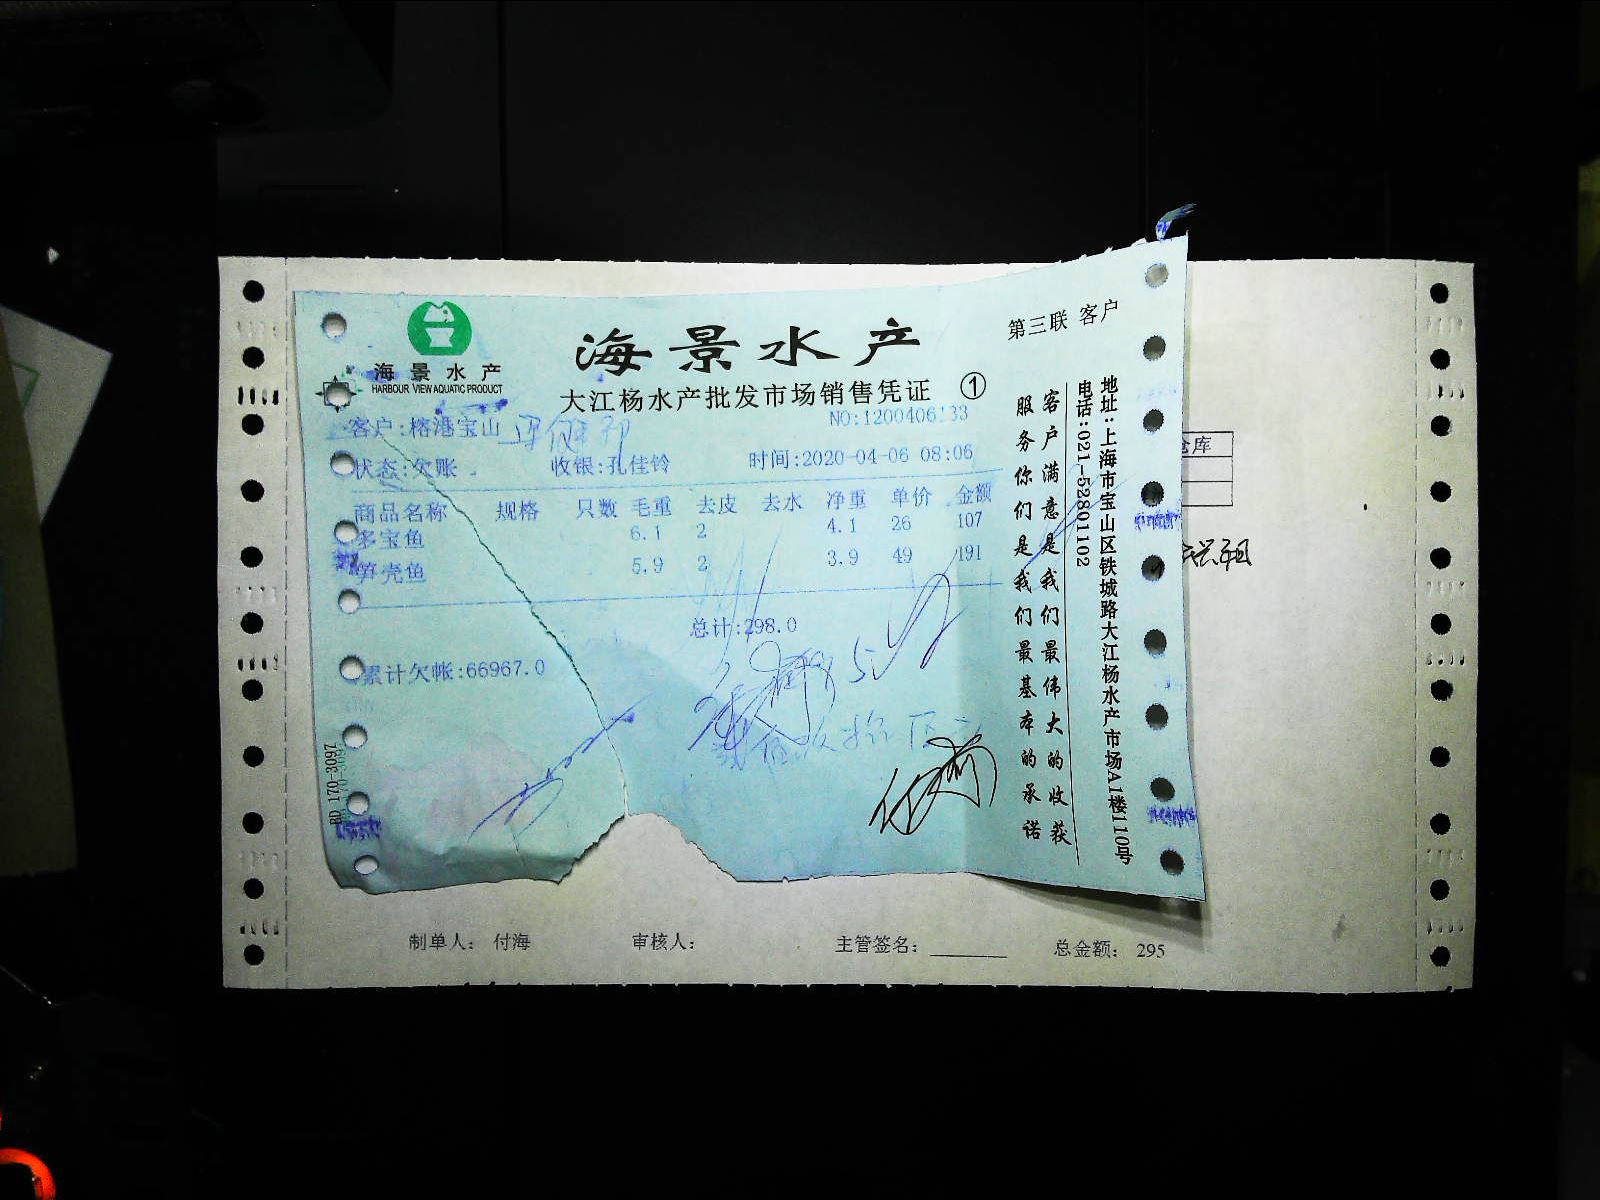 第三联 客户
海景水产
HARBOUR VIEW AQUATIC PRODUCT
海景水产
大江杨水产批发市场销售凭证 ①
客户:榕港宝山
NO:1200406133
状态:欠账
收银:孔佳铃
时间:2020-04-06 08:06
商品名称 规格 只数 毛重 去皮 去水 净重 单价 金额
多宝鱼 6.1 2 4.1 26 107
笋壳鱼 5.9 2 3.9 49 191
总计:298.0
累计欠帐:66967.0
地址:上海市宝山区铁城路大江杨水产市场A1楼110号
电话:021-52801102
客户满意是我们最伟大的收获
服务你们是我们最基本的承诺
仓库
制单人: 付海
审核人:
主管签名:
总金额: 295